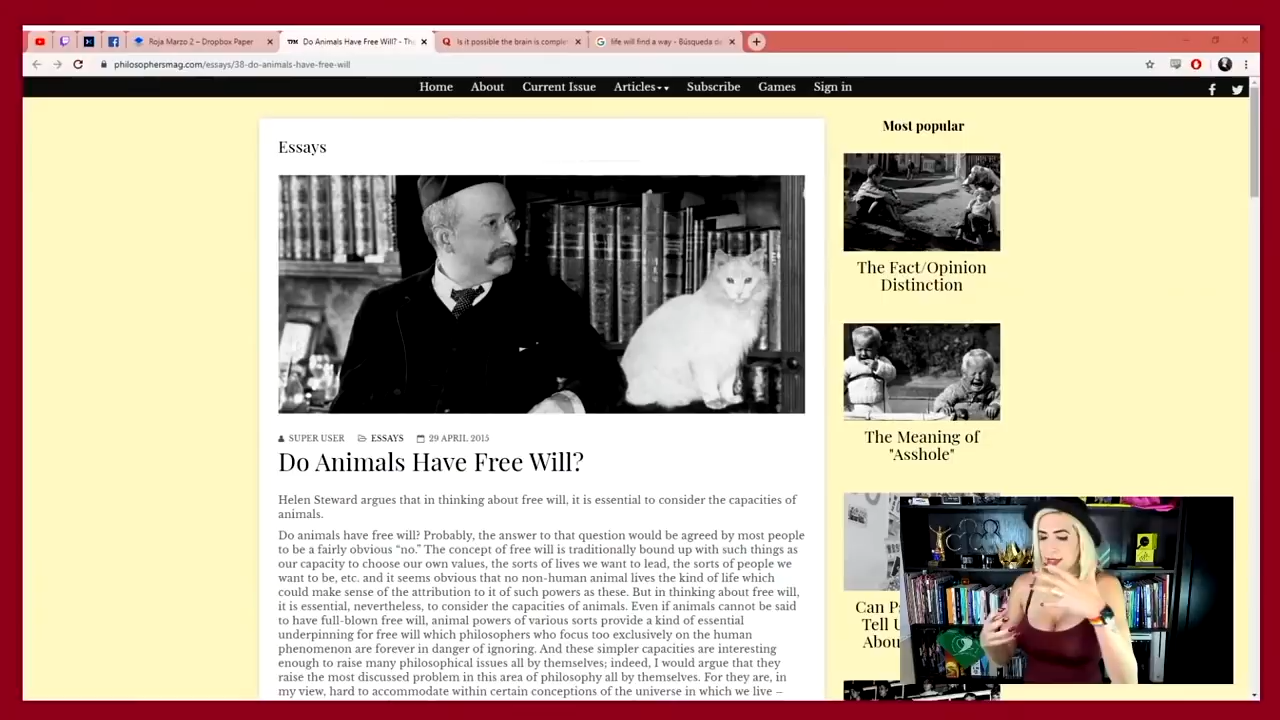 Roja Marzo 2 – Dropbox Paper
Do Animals Have Free Will? - Th
Is it possible the brain is comple
life will find a way - Búsqueda d
philosophersmag.com/essays/38-do-animals-have-free-will
Home About Current Issue Articles Subscribe Games Sign in
Essays
SUPER USER ESSAYS 29 APRIL 2015
Do Animals Have Free Will?
Helen Steward argues that in thinking about free will, it is essential to consider the capacities of
animals.
Do animals have free will? Probably, the answer to that question would be agreed by most people
to be a fairly obvious “no.” The concept of free will is traditionally bound up with such things as
our capacity to choose our own values, the sorts of lives we want to lead, the sorts of people we
want to be, etc. and it seems obvious that no non-human animal lives the kind of life which
could make sense of the attribution to it of such powers as these. But in thinking about free will,
it is essential, nevertheless, to consider the capacities of animals. Even if animals cannot be said
to have full-blown free will, animal powers of various sorts provide a kind of essential
underpinning for free will which philosophers who focus too exclusively on the human
phenomenon are forever in danger of ignoring. And these simpler capacities are interesting
enough to raise many philosophical issues all by themselves; indeed, I would argue that they
raise the most discussed problem in this area of philosophy all by themselves. For they are, in
my view, hard to accommodate within certain conceptions of the universe in which we live –
Most popular
The Fact/Opinion
Distinction
The Meaning of
"Asshole"
Can P
Tell U
Abou